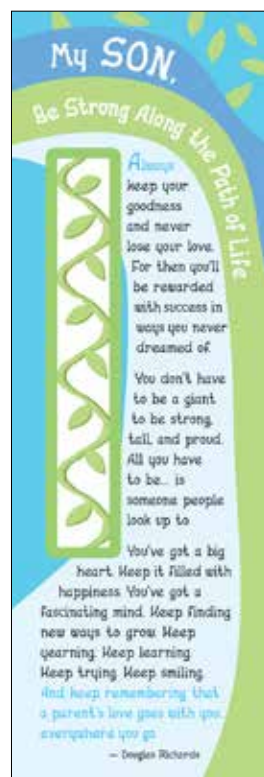 My SON,
Be Strong Along the Path of Life
Always
keep your
goodness
and never
lose your love.
For then you'll
be rewarded
with success in
ways you never
dreamed of.
You don't have
to be a giant
to be strong,
tall, and proud.
All you have
to be... is
someone people
look up to.
You've got a big
heart. Keep it filled with
happiness. You've got a
fascinating mind. Keep finding
new ways to grow. Keep
yearning. Keep learning.
Keep trying. Keep smiling.
And keep remembering that
a parent's love goes with you,
everywhere you go.
— Douglas Richards